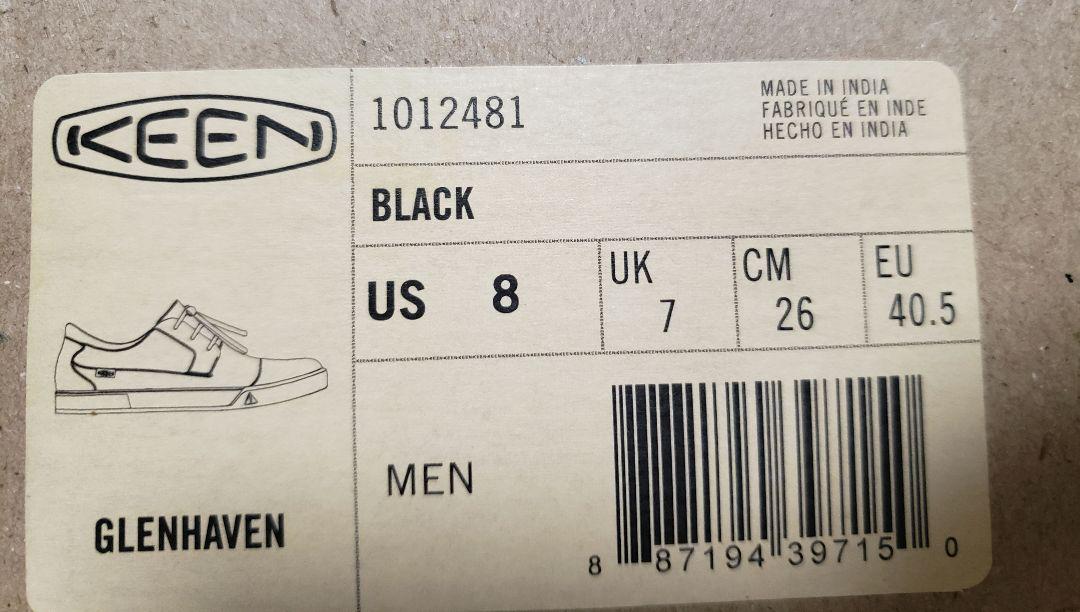 KEEN
1012481
MADE IN INDIA
FABRIQUÉ EN INDE
HECHO EN INDIA
BLACK
US 8
UK 7
CM 26
EU 40.5
MEN
GLENHAVEN
8 87194 39715 0